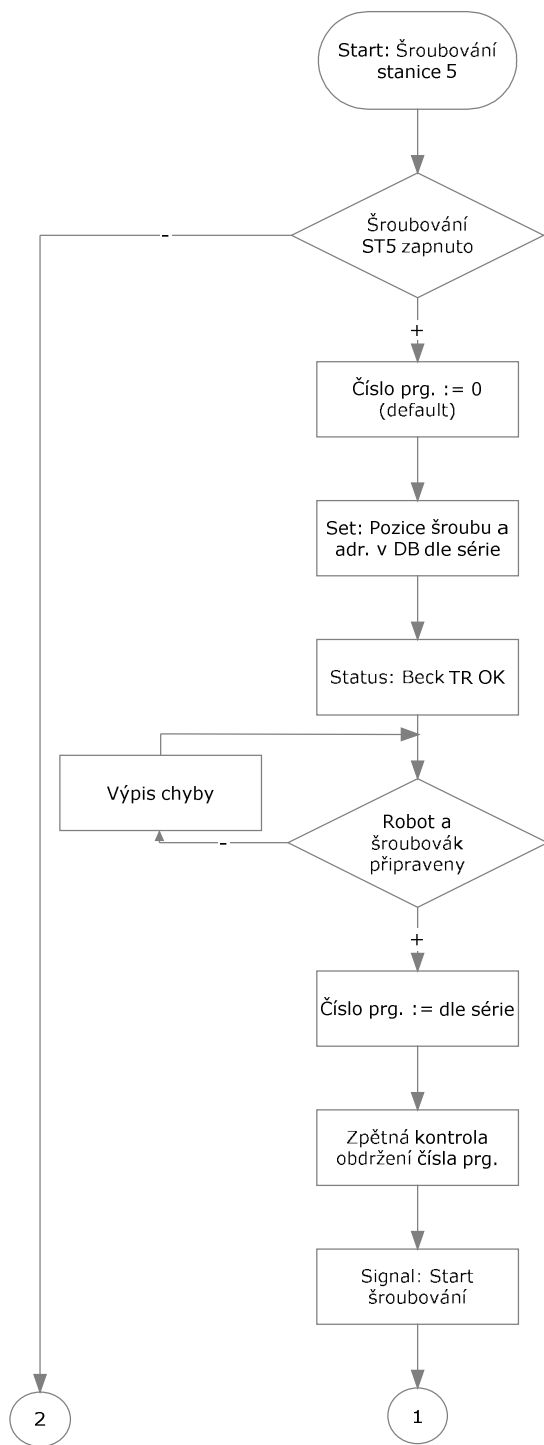 Start: Šroubování
stanice 5
Šroubování
ST5 zapnuto
-
+
Číslo prg. := 0
(default)
Set: Pozice šroubu a
adr. v DB dle série
Status: Beck TR OK
Výpis chyby
Robot a
šroubovák
připraveny
-
+
Číslo prg. := dle série
Zpětná kontrola
obdržení čísla prg.
Signal: Start
šroubování
2
1